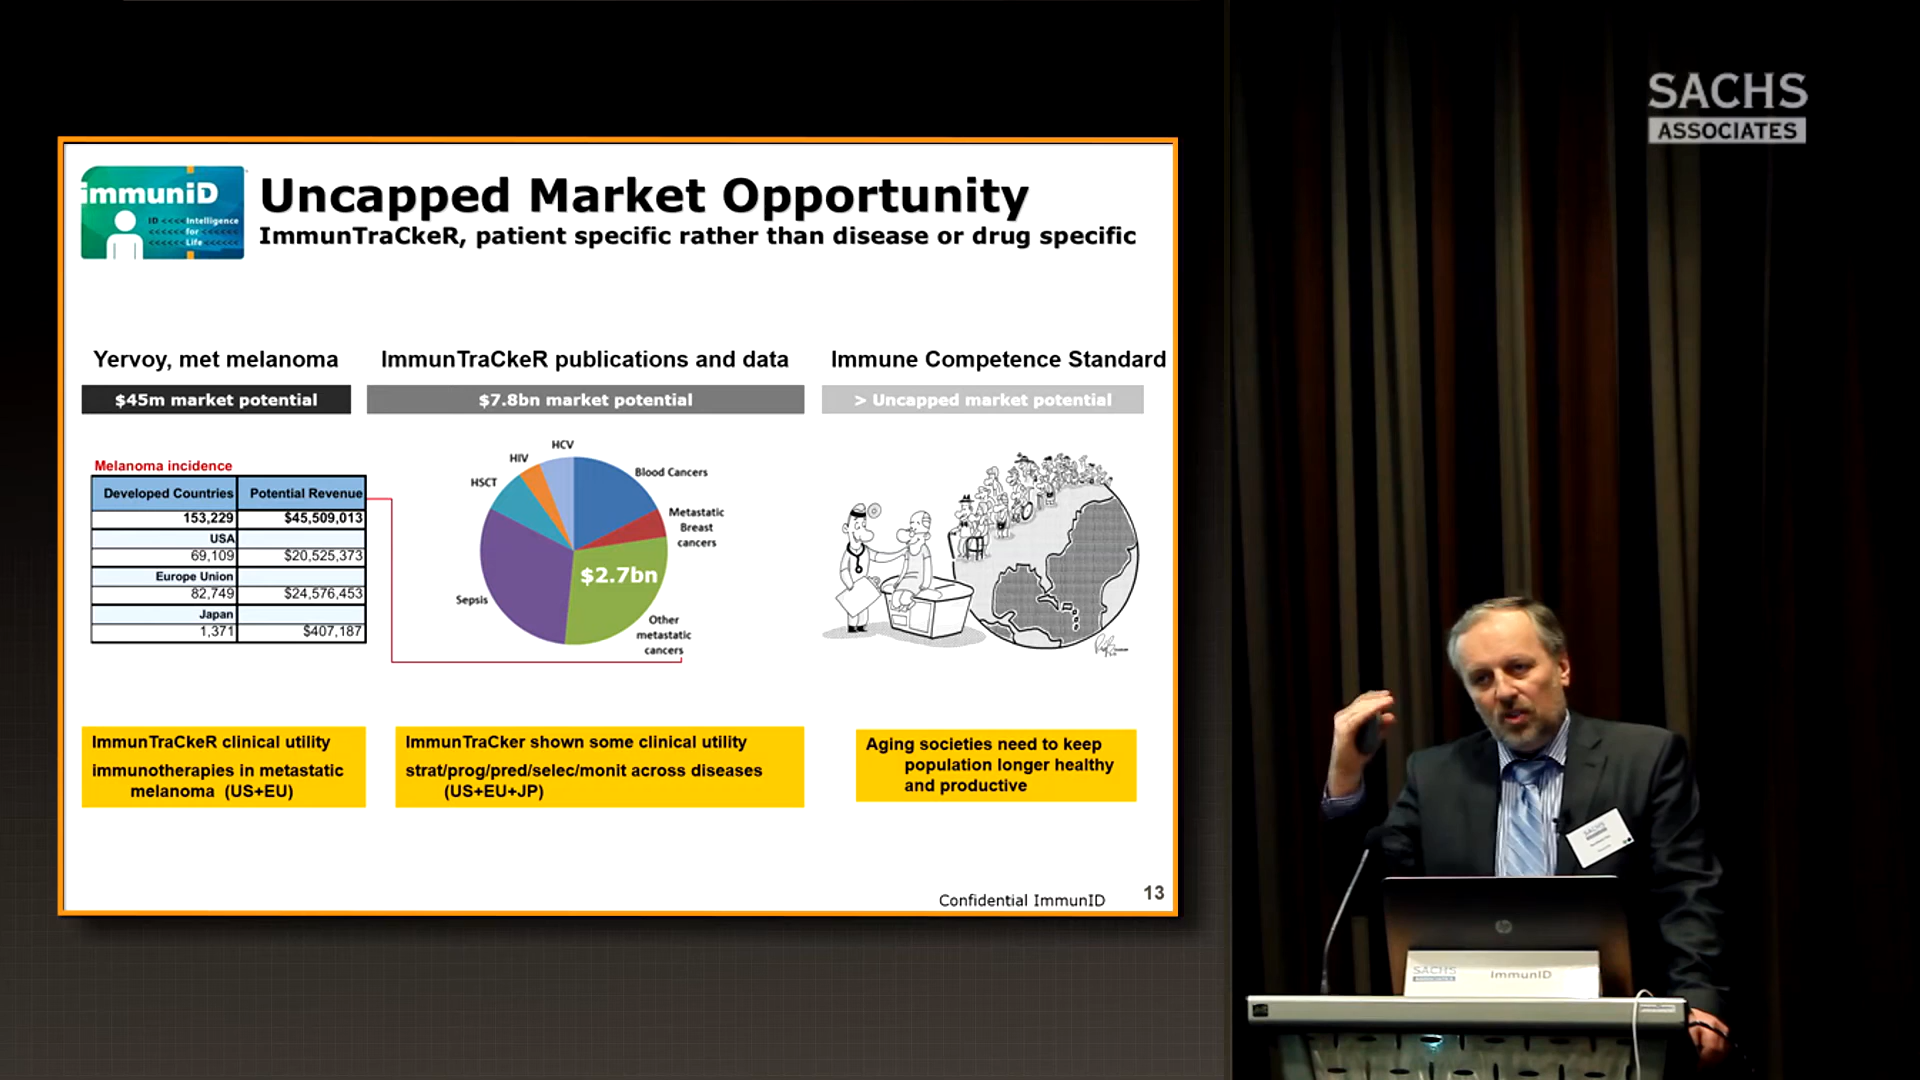 SACHS
ASSOCIATES
immuniD
ID <<<<Intelligence
<<<<<< for <<<<<<
<<<<<< Life <<<<<<
Uncapped Market Opportunity
ImmunTraCkeR, patient specific rather than disease or drug specific
Yervoy, met melanoma
$45m market potential
Melanoma incidence
Developed Countries Potential Revenue
153,229 $45,509,013
USA
69,109 $20,525,373
Europe Union
82,749 $24,576,453
Japan
1,371 $407,187
ImmunTraCkeR clinical utility
immunotherapies in metastatic
melanoma (US+EU)
ImmunTraCkeR publications and data
$7.8bn market potential
HCV
HIV
HSCT
Blood Cancers
Metastatic
Breast
cancers
$2.7bn
Sepsis
Other
metastatic
cancers
ImmunTraCker shown some clinical utility
strat/prog/pred/selec/monit across diseases
(US+EU+JP)
Immune Competence Standard
> Uncapped market potential
Aging societies need to keep
population longer healthy
and productive
Confidential ImmunID
13
SACHS
SACHS
ASSOCIATES
ImmunID
hp